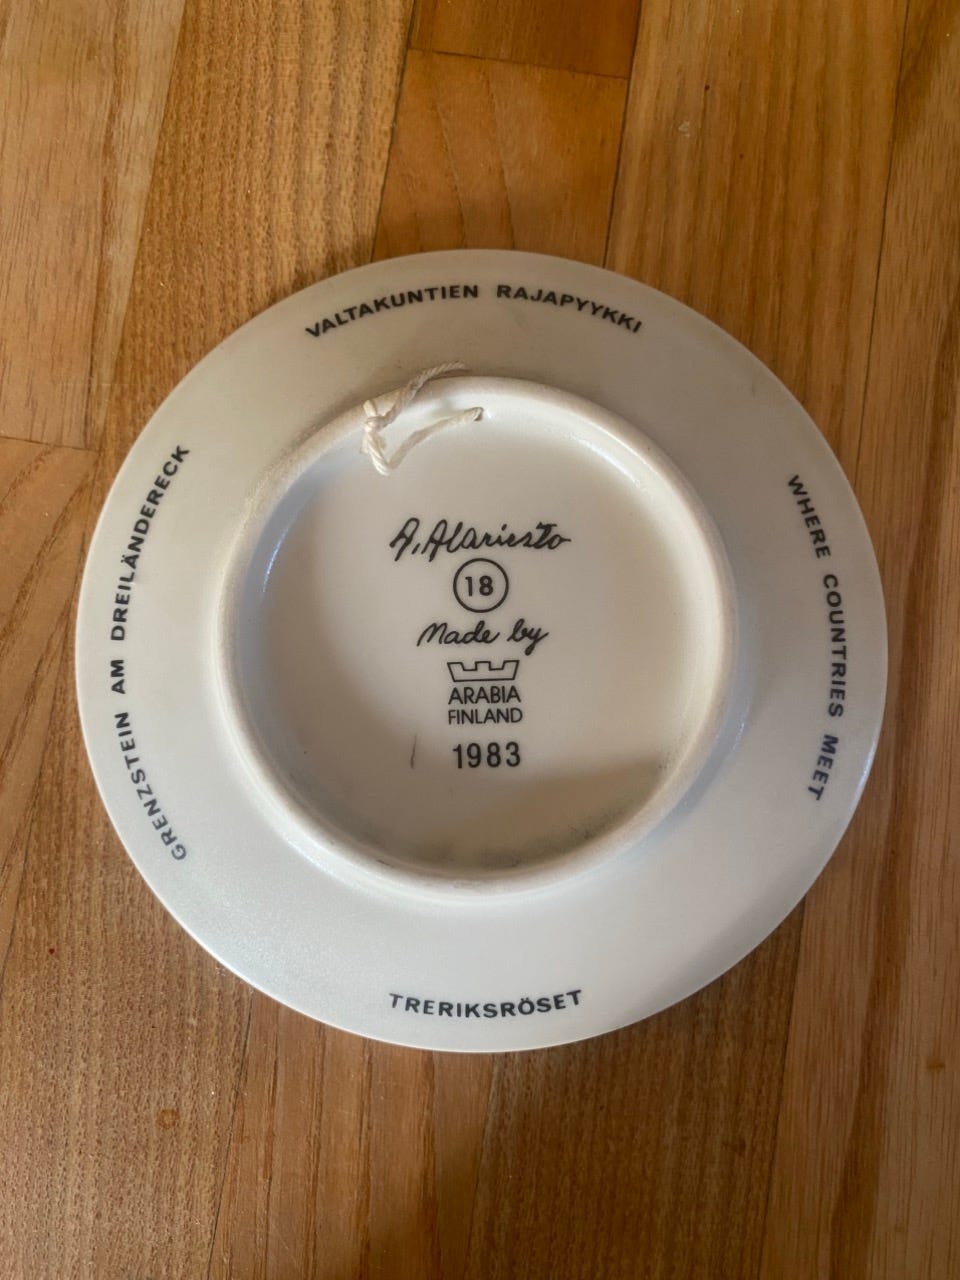 VALTAKUNTIEN RAJAPYYKKI
WHERE COUNTRIES MEET
TRERIKSRÖSET
GRENZSTEIN AM DREILÄNDERECK
A. Alariesto
18
Made by
ARABIA
FINLAND
1983